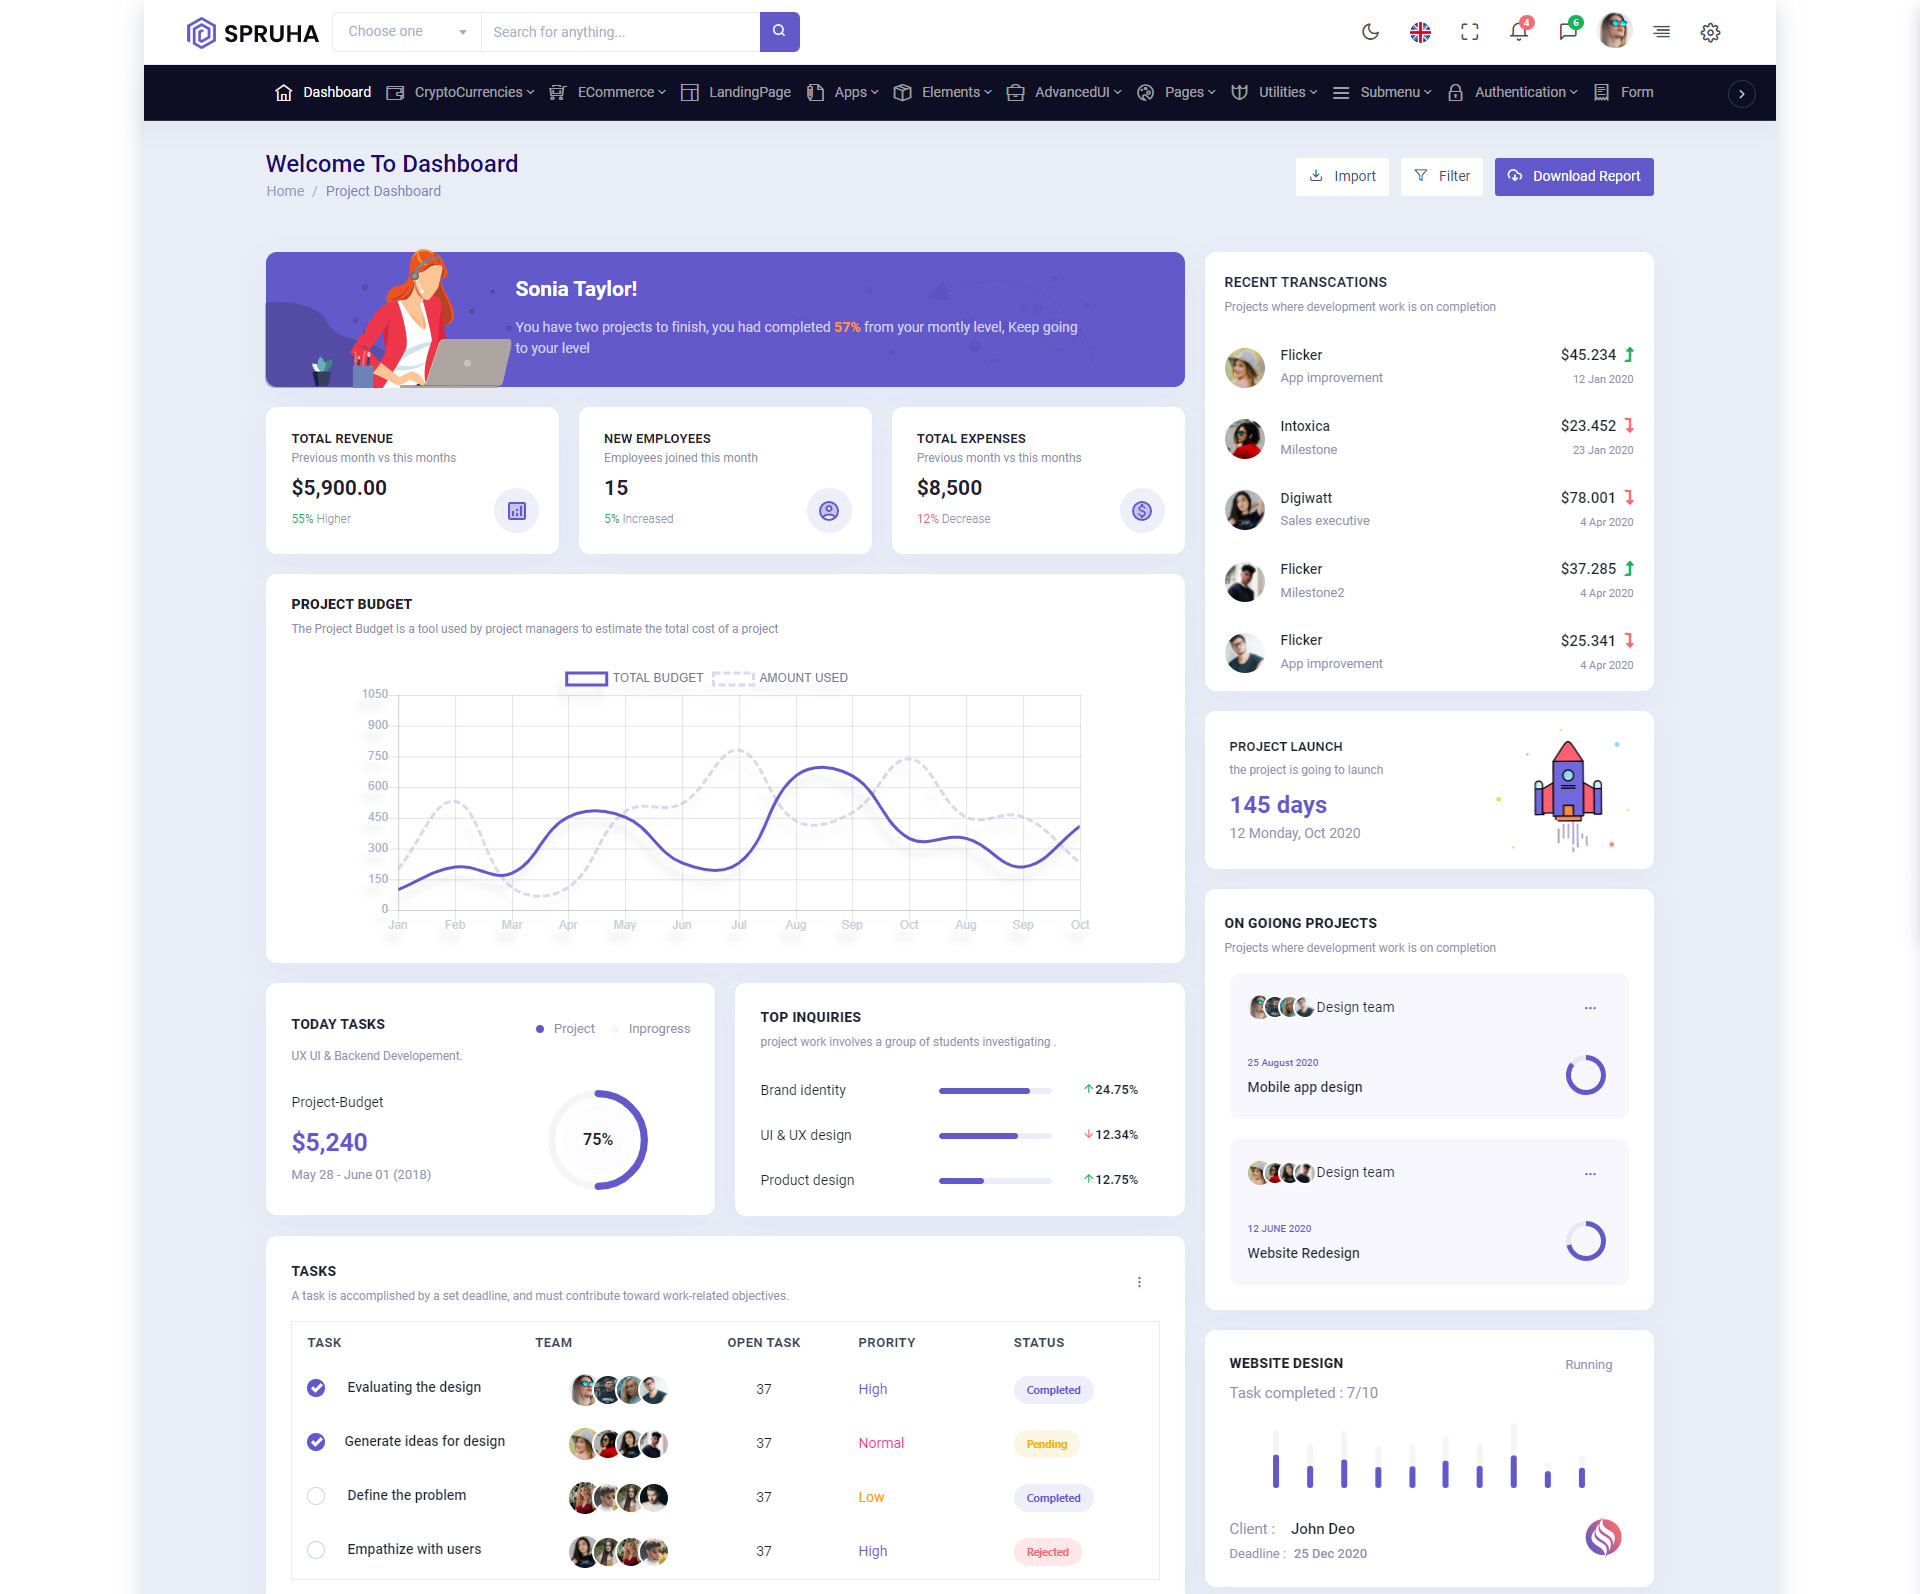 SPRUHA
Choose one
Search for anything...
4
6
Dashboard CryptoCurrencies ECommerce LandingPage Apps Elements AdvancedUI Pages Utilities Submenu Authentication Form
Welcome To Dashboard
Home / Project Dashboard
Import
Filter
Download Report
Sonia Taylor!
You have two projects to finish, you had completed 57% from your montly level, Keep going
to your level
TOTAL REVENUE
Previous month vs this months
$5,900.00
55% Higher
NEW EMPLOYEES
Employees joined this month
15
5% Increased
TOTAL EXPENSES
Previous month vs this months
$8,500
12% Decrease
PROJECT BUDGET
The Project Budget is a tool used by project managers to estimate the total cost of a project
TOTAL BUDGET AMOUNT USED
1050
900
750
600
450
300
150
0
Jan Feb Mar Apr May Jun Jul Aug Sep Oct Aug Sep Oct
TODAY TASKS
Project Inprogress
UX UI & Backend Developement.
Project-Budget
$5,240
May 28 - June 01 (2018)
75%
TOP INQUIRIES
project work involves a group of students investigating .
Brand identity 24.75%
UI & UX design 12.34%
Product design 12.75%
TASKS
A task is accomplished by a set deadline, and must contribute toward work-related objectives.
TASK TEAM OPEN TASK PRORITY STATUS
Evaluating the design 37 High Completed
Generate ideas for design 37 Normal Pending
Define the problem 37 Low Completed
Empathize with users 37 High Rejected
RECENT TRANSCATIONS
Projects where development work is on completion
Flicker $45.234
App improvement 12 Jan 2020
Intoxica $23.452
Milestone 23 Jan 2020
Digiwatt $78.001
Sales executive 4 Apr 2020
Flicker $37.285
Milestone2 4 Apr 2020
Flicker $25.341
App improvement 4 Apr 2020
PROJECT LAUNCH
the project is going to launch
145 days
12 Monday, Oct 2020
ON GOIONG PROJECTS
Projects where development work is on completion
Design team ...
25 August 2020
Mobile app design
Design team ...
12 JUNE 2020
Website Redesign
WEBSITE DESIGN
Running
Task completed : 7/10
Client : John Deo
Deadline : 25 Dec 2020